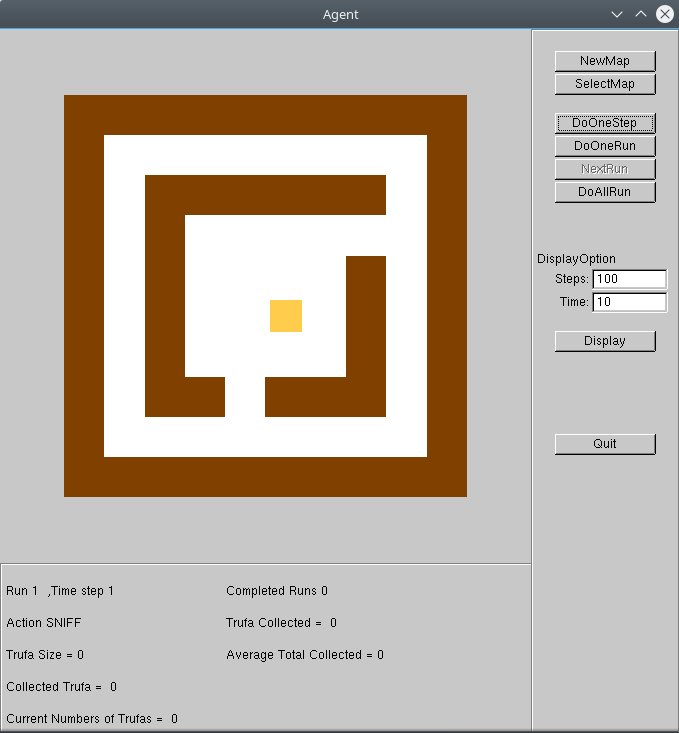 Agent
NewMap
SelectMap
DoOneStep
DoOneRun
NextRun
DoAllRun
DisplayOption
Steps: 100
Time: 10
Display
Quit
Run 1 ,Time step 1
Completed Runs 0
Action SNIFF
Trufa Collected = 0
Trufa Size = 0
Average Total Collected = 0
Collected Trufa = 0
Current Numbers of Trufas = 0